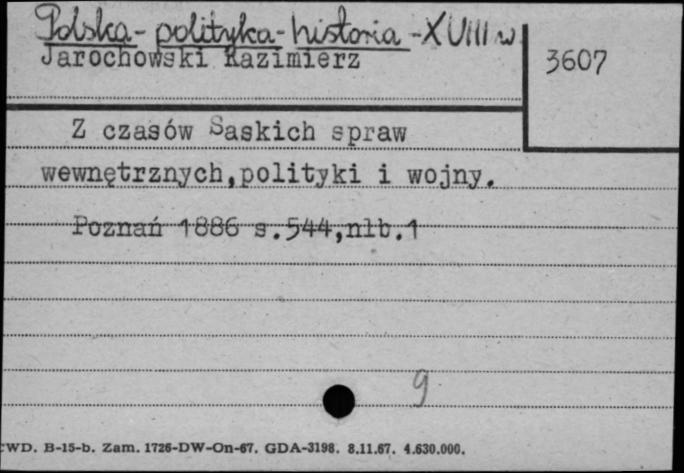 Polska - polityka - historia - XVIII w.
Jarochowski Kazimierz
3607
Z czasów Saskich spraw
wewnętrznych,polityki i wojny.
Poznań 1886 s.544,nlb.1
9
CWD. B-15-b. Zam. 1726-DW-On-67. GDA-3198. 8.11.67. 4.630.000.